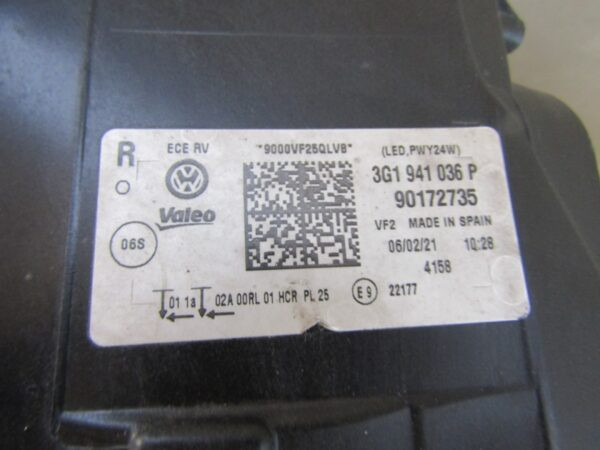 R ECE RV *9000VF25QLVB* (LED,PWY24W)
3G1 941 036 P
Valeo 90172735
VF2 MADE IN SPAIN
06S 06/02/21 10:28
4158
01 1a 02A 00RL 01 HCR PL 25 E9 22177